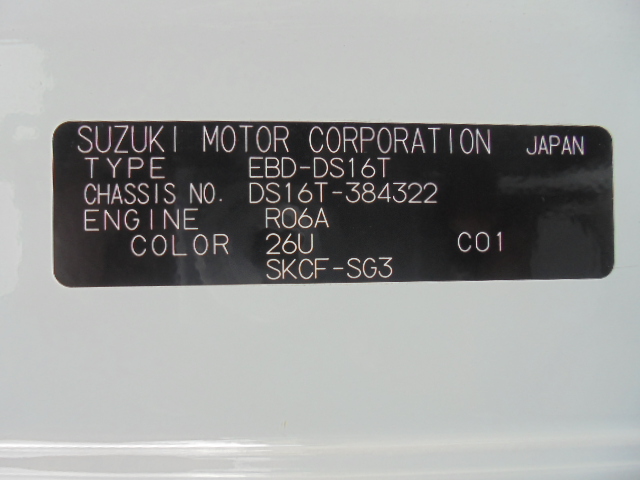 SUZUKI MOTOR CORPORATION JAPAN
TYPE EBD-DS16T
CHASSIS NO. DS16T-384322
ENGINE R06A
COLOR 26U C01
SKCF-SG3